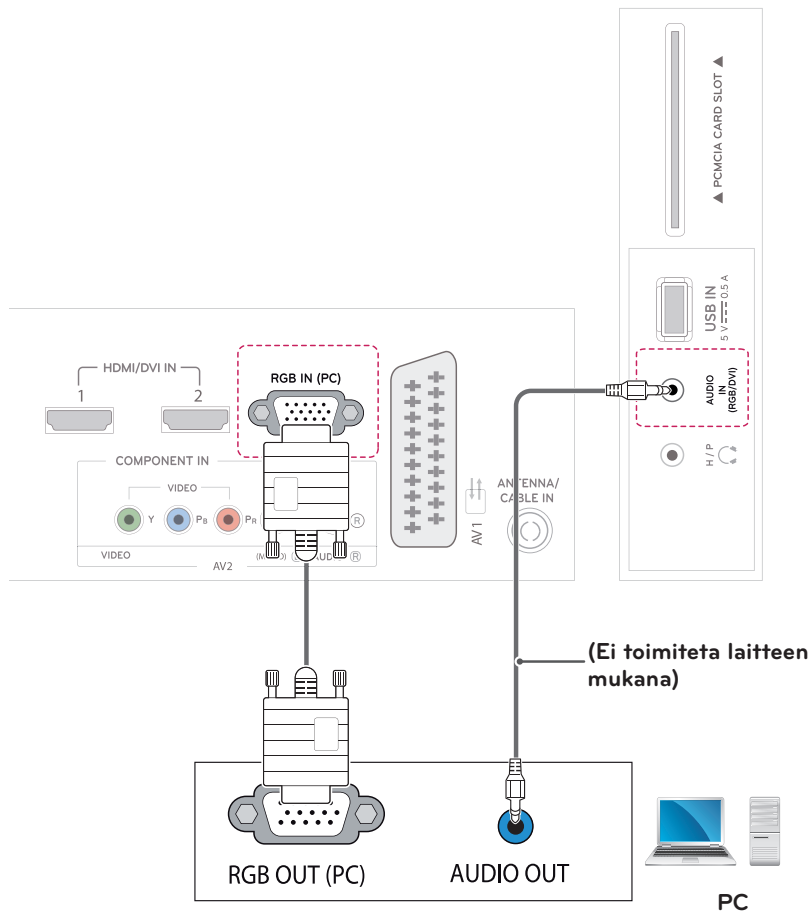 ▲ PCMCIA CARD SLOT ▲
USB IN
5 V 0.5 A
AUDIO
IN
(RGB/DVI)
H / P
HDMI/DVI IN
1
2
RGB IN (PC)
COMPONENT IN
VIDEO
Y
PB
PR
R
VIDEO
R
AV2
AV1
ANTENNA/
CABLE IN
(Ei toimiteta laitteen
mukana)
RGB OUT (PC)
AUDIO OUT
PC